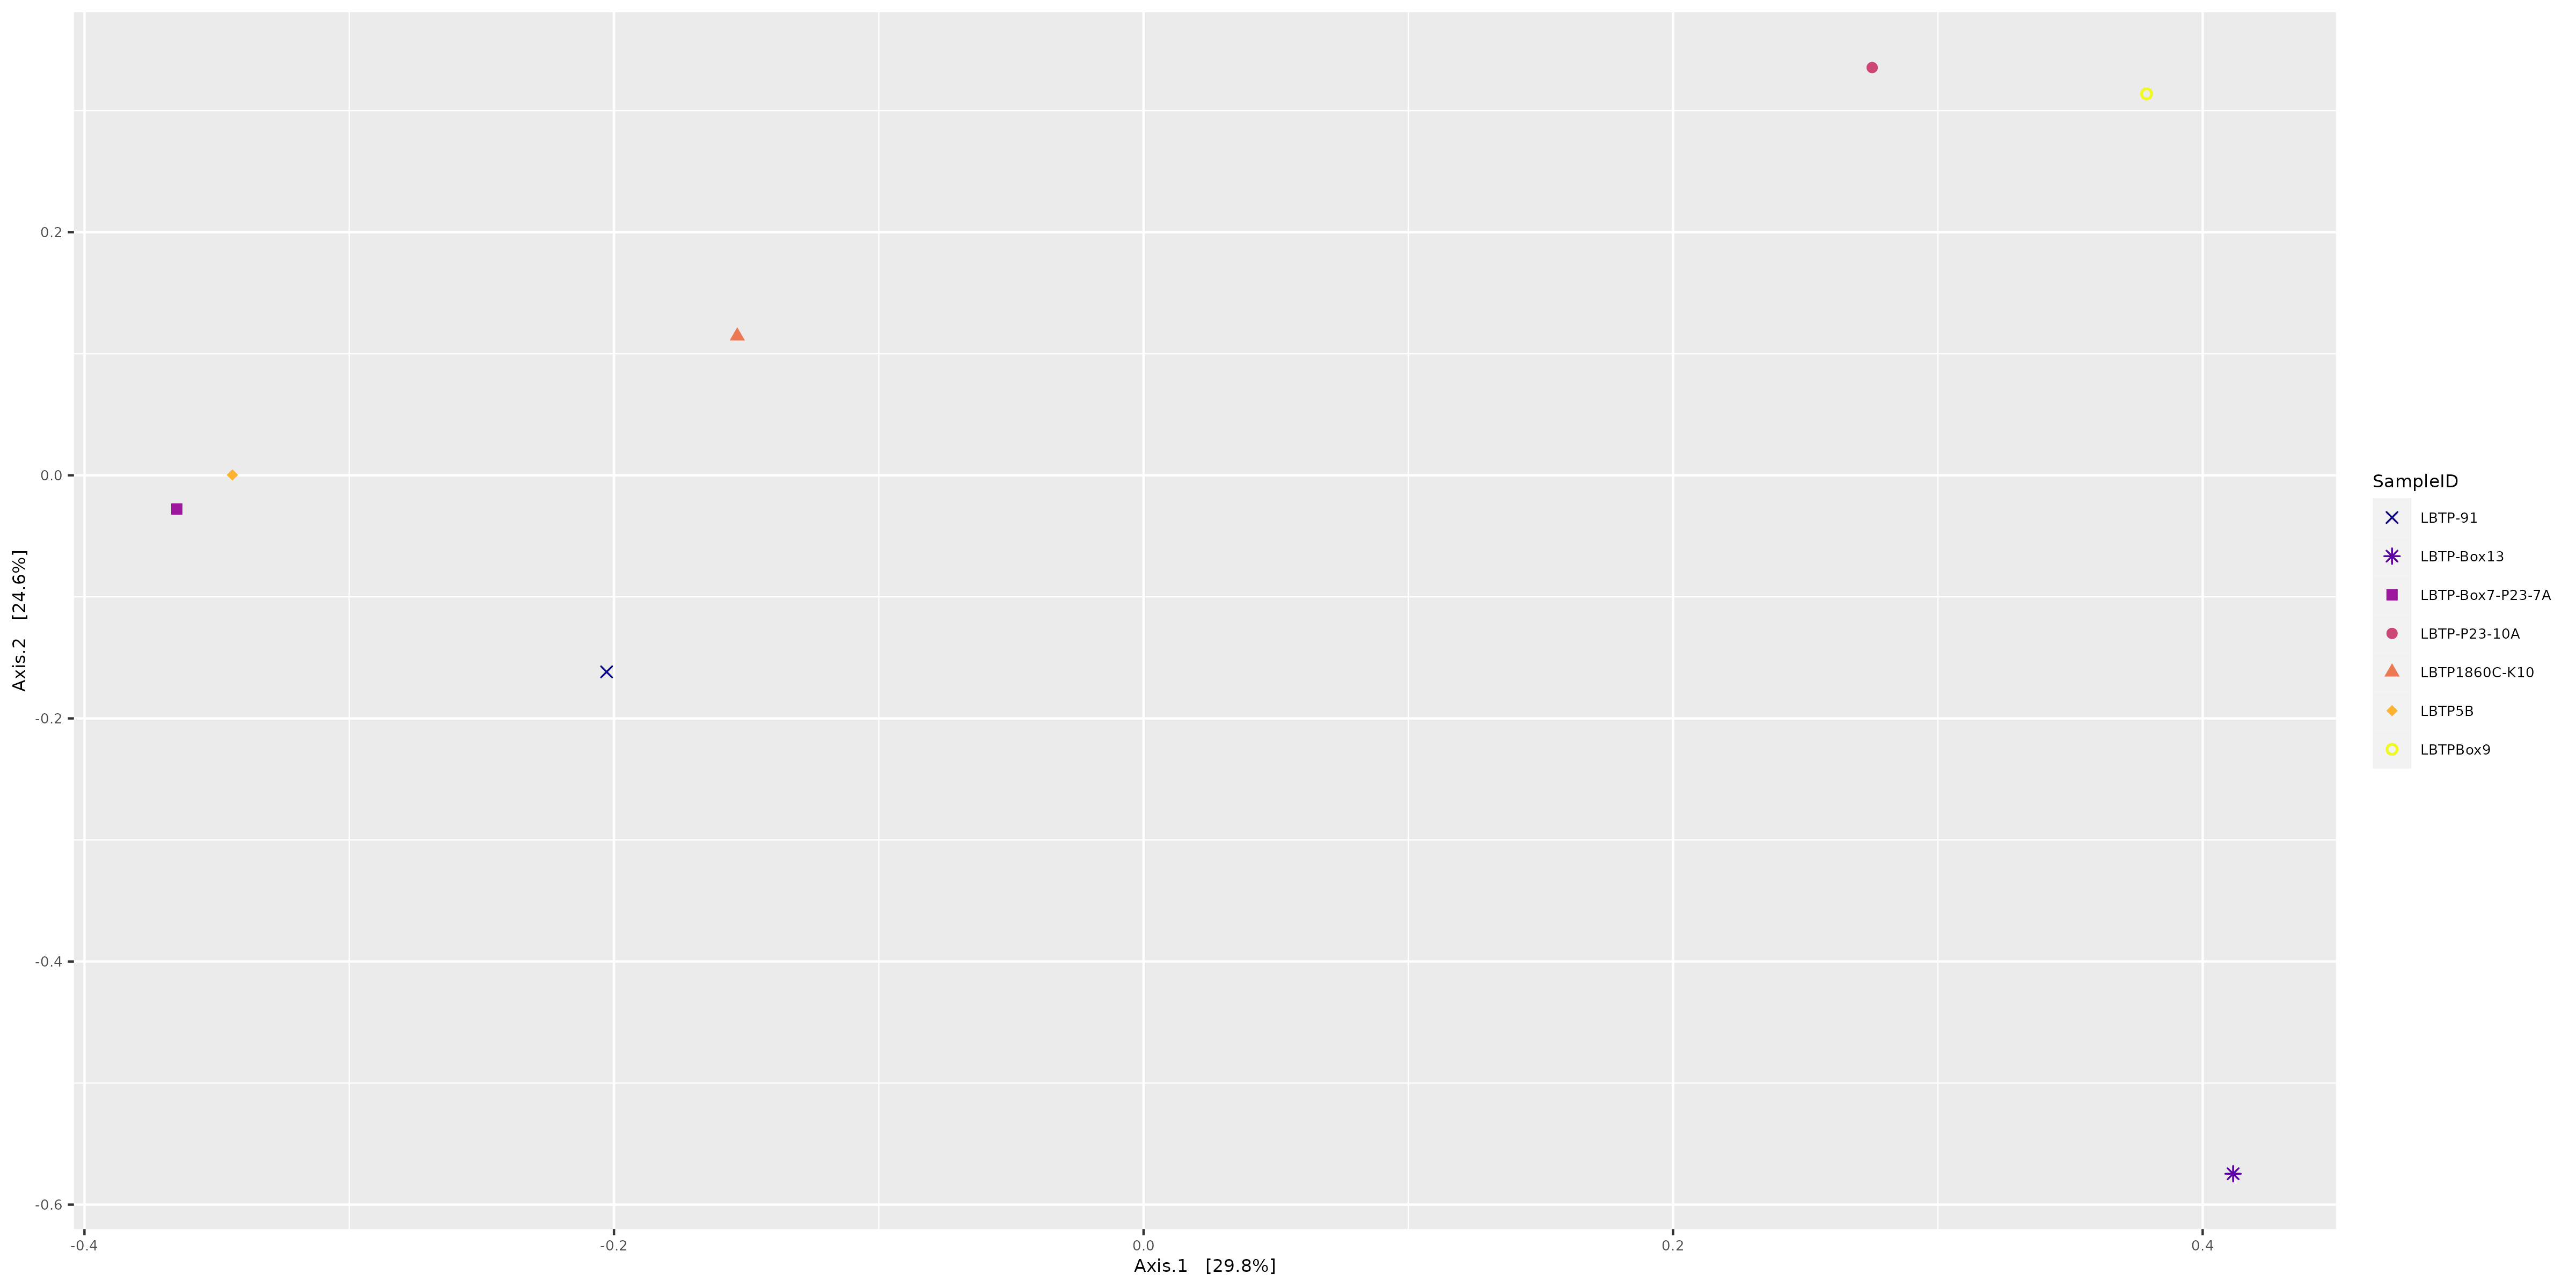 0.2
0.0
-0.2
-0.4
-0.6
Axis.2 [24.6%]
-0.4
-0.2
0.0
0.2
0.4
Axis.1 [29.8%]
SampleID
LBTP-91
LBTP-Box13
LBTP-Box7-P23-7A
LBTP-P23-10A
LBTP1860C-K10
LBTP5B
LBTPBox9